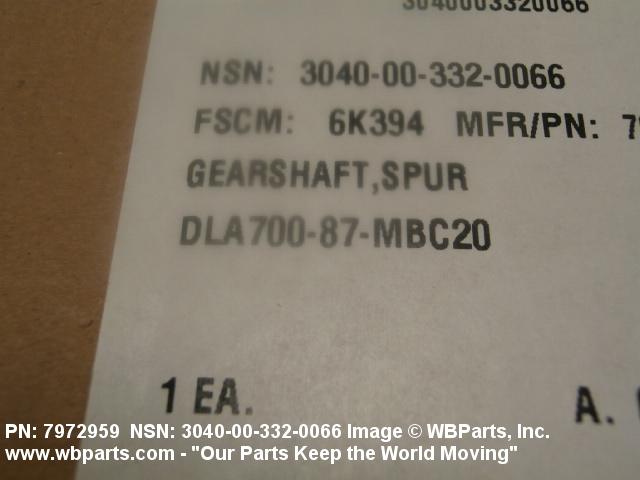 3040003320066
NSN: 3040-00-332-0066
FSCM: 6K394 MFR/PN:
GEARSHAFT,SPUR
DLA700-87-MBC20
1 EA. A.
PN: 7972959 NSN: 3040-00-332-0066 Image © WBParts, Inc.
www.wbparts.com - "Our Parts Keep the World Moving"